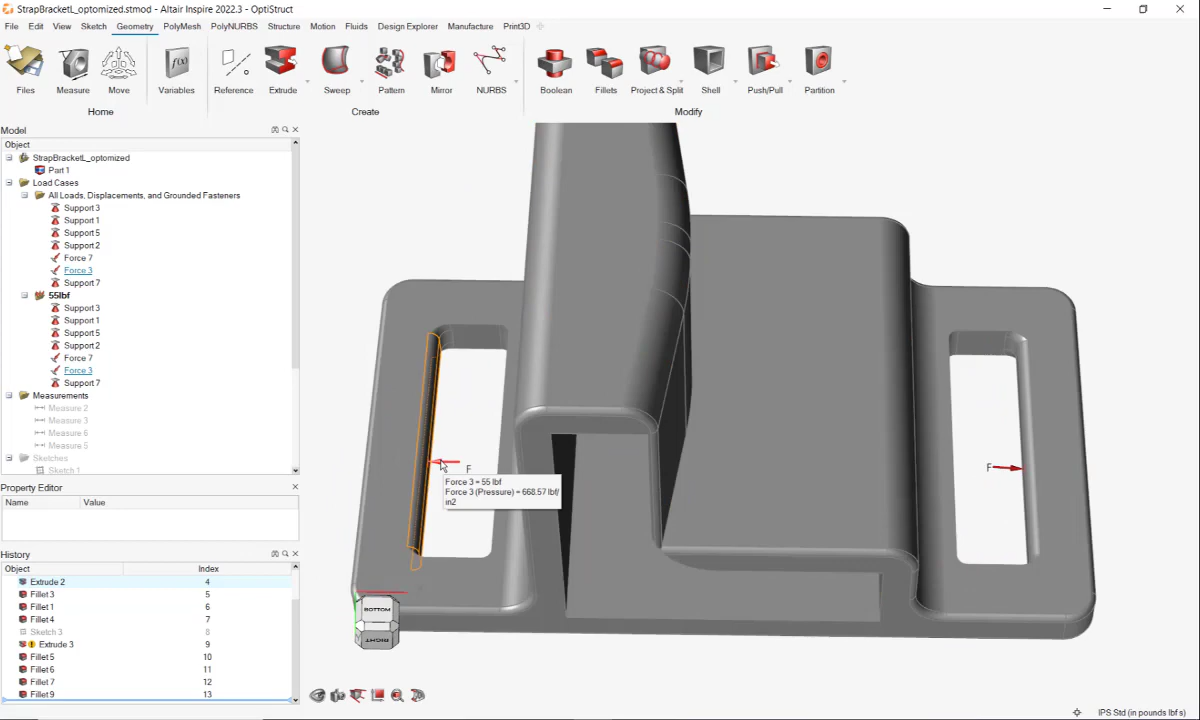 StrapBracketL_optomized.stmod - Altair Inspire 2022.3 - OptiStruct
File Edit View Sketch Geometry PolyMesh PolyNURBS Structure Motion Fluids Design Explorer Manufacture Print3D
Files Measure Move Variables Reference Extrude Sweep Pattern Mirror NURBS Boolean Fillets Project & Split Shell Push/Pull Partition
Home Create Modify
Model
Object
StrapBracketL_optomized
Part 1
Load Cases
All Loads, Displacements, and Grounded Fasteners
Support 3
Support 1
Support 5
Support 2
Force 7
Force 3
Support 7
55lbf
Support 3
Support 1
Support 5
Support 2
Force 7
Force 3
Support 7
Measurements
Measure 2
Measure 3
Measure 6
Measure 5
Sketches
Sketch 1
Property Editor
Name Value
History
Object Index
Extrude 2 4
Fillet 3 5
Fillet 1 6
Fillet 4 7
Sketch 3 8
Extrude 3 9
Fillet 5 10
Fillet 6 11
Fillet 7 12
Fillet 9 13
f(x)
F
Force 3 = 55 lbf
Force 3 (Pressure) = 668.57 lbf/
in2
F
BOTTOM
RIGHT
IPS Std (in pounds lbf s)